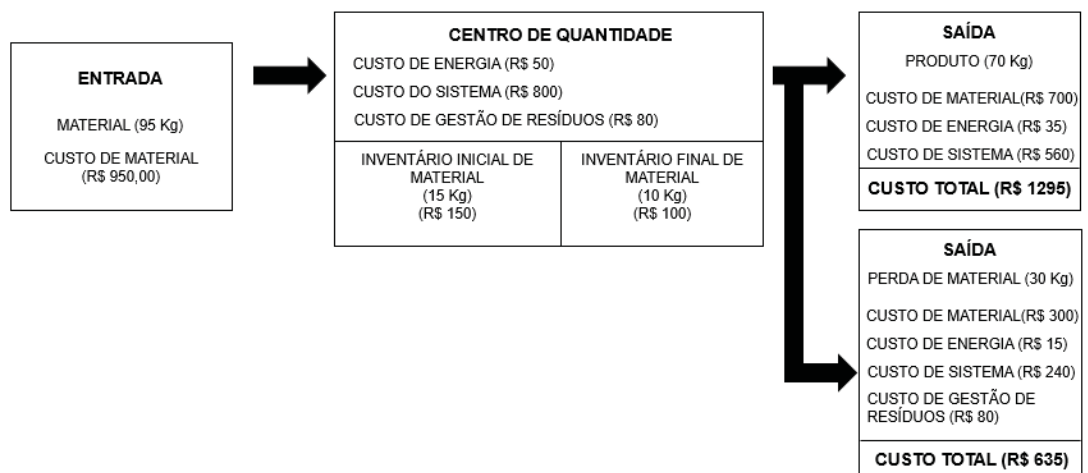 ENTRADA
MATERIAL (95 Kg)
CUSTO DE MATERIAL
(R$ 950,00)
CENTRO DE QUANTIDADE
CUSTO DE ENERGIA (R$ 50)
CUSTO DO SISTEMA (R$ 800)
CUSTO DE GESTÃO DE RESÍDUOS (R$ 80)
INVENTÁRIO INICIAL DE
MATERIAL
(15 Kg)
(R$ 150)
INVENTÁRIO FINAL DE
MATERIAL
(10 Kg)
(R$ 100)
SAÍDA
PRODUTO (70 Kg)
CUSTO DE MATERIAL(R$ 700)
CUSTO DE ENERGIA (R$ 35)
CUSTO DE SISTEMA (R$ 560)
CUSTO TOTAL (R$ 1295)
SAÍDA
PERDA DE MATERIAL (30 Kg)
CUSTO DE MATERIAL(R$ 300)
CUSTO DE ENERGIA (R$ 15)
CUSTO DE SISTEMA (R$ 240)
CUSTO DE GESTÃO DE
RESÍDUOS (R$ 80)
CUSTO TOTAL (R$ 635)